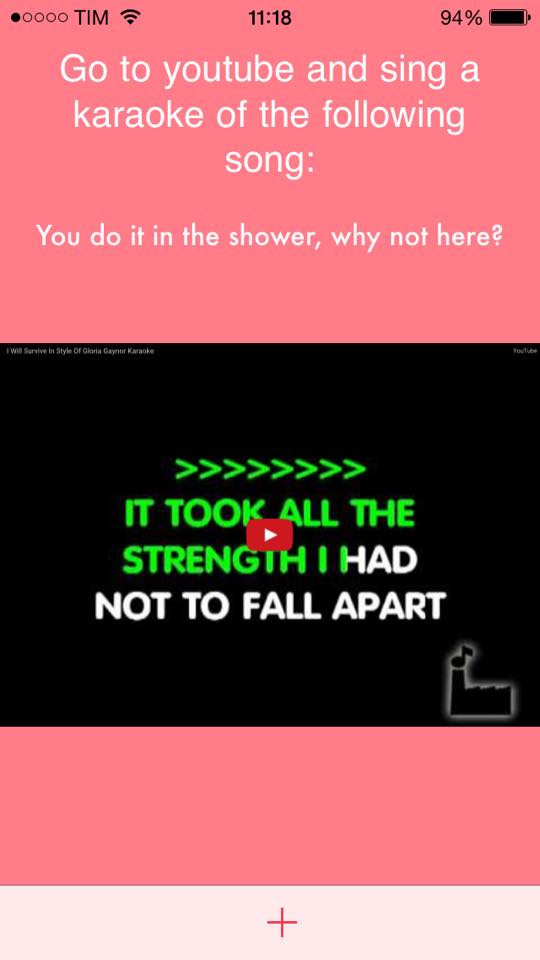 TIM 11:18 94%
Go to youtube and sing a
karaoke of the following
song:
You do it in the shower, why not here?
I Will Survive In Style Of Gloria Gaynor Karaoke YouTube
>>>>>>>>
IT TOOK ALL THE
STRENGTH I HAD
NOT TO FALL APART
+